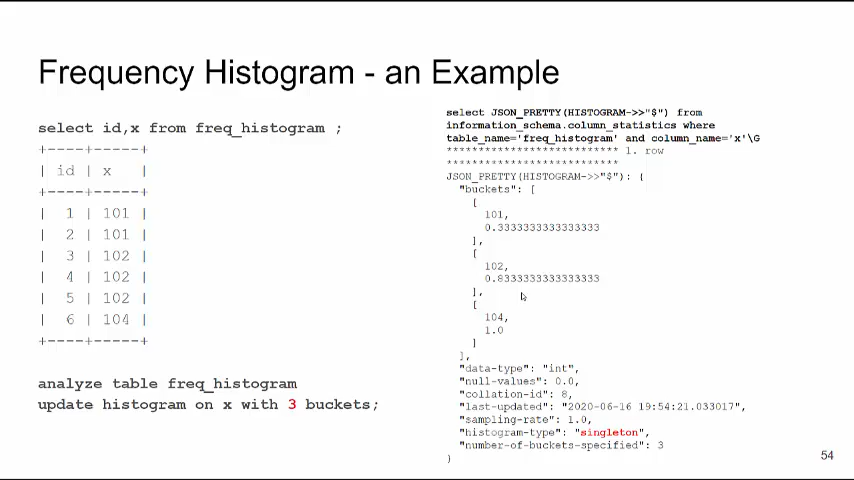 Frequency Histogram - an Example
select id,x from freq_histogram ;
+----+-----+
| id | x   |
+----+-----+
|  1 | 101 |
|  2 | 101 |
|  3 | 102 |
|  4 | 102 |
|  5 | 102 |
|  6 | 104 |
+----+-----+
analyze table freq_histogram
update histogram on x with 3 buckets;
select JSON_PRETTY(HISTOGRAM->>"$") from
information_schema.column_statistics where
table_name='freq_histogram' and column_name='x'\G
*************************** 1. row
***************************
JSON_PRETTY(HISTOGRAM->>"$"): {
  "buckets": [
    [
      101,
      0.3333333333333333
    ],
    [
      102,
      0.8333333333333333
    ],
    [
      104,
      1.0
    ]
  ],
  "data-type": "int",
  "null-values": 0.0,
  "collation-id": 8,
  "last-updated": "2020-06-16 19:54:21.033017",
  "sampling-rate": 1.0,
  "histogram-type": "singleton",
  "number-of-buckets-specified": 3
}
54